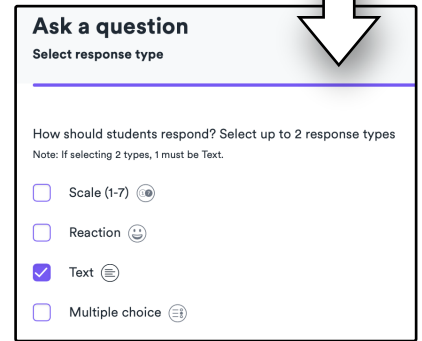 Ask a question
Select response type
How should students respond? Select up to 2 response types
Note: If selecting 2 types, 1 must be Text.
Scale (1-7)
Reaction
Text
Multiple choice